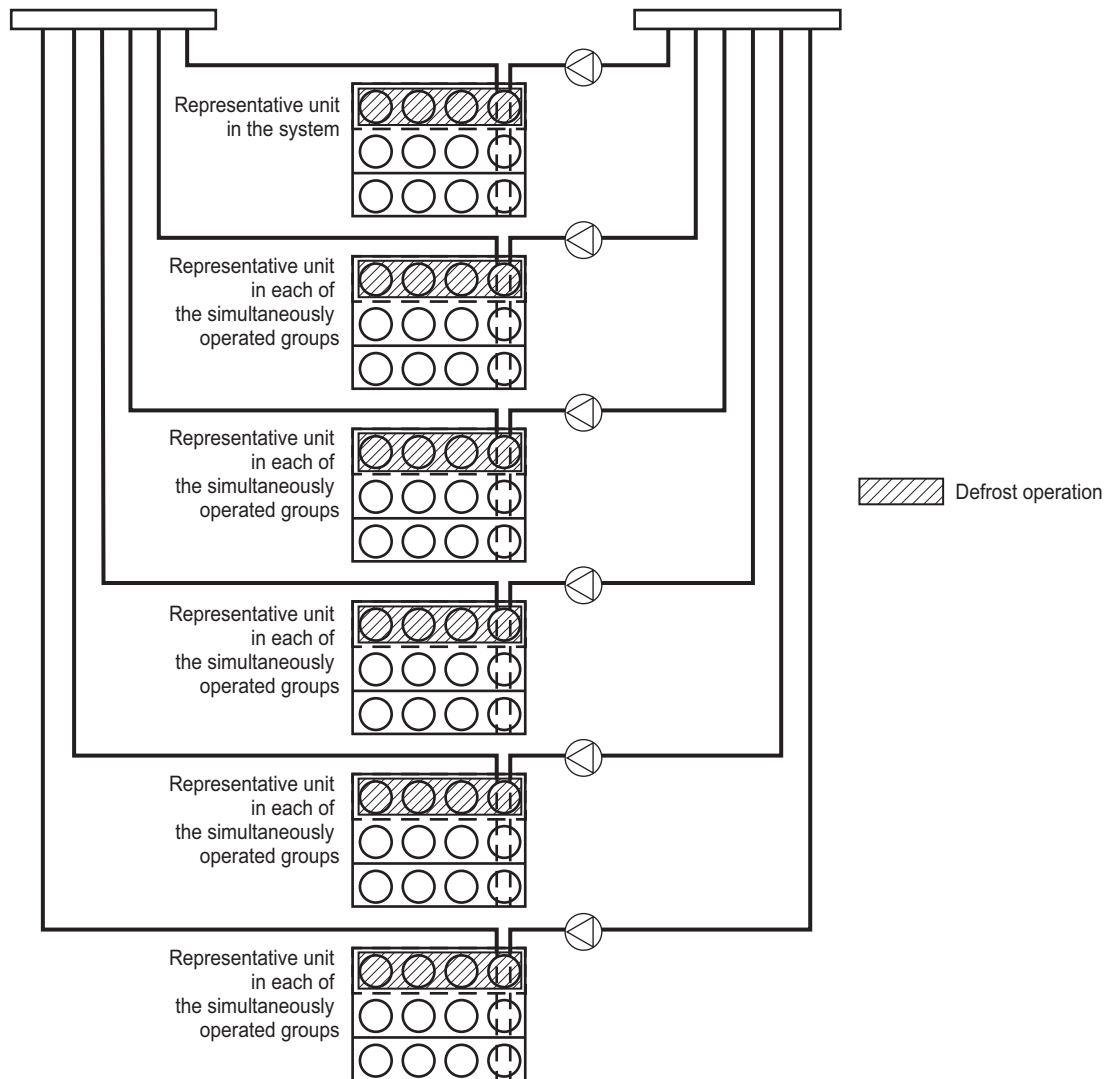 Representative unit
in the system
Representative unit
in each of
the simultaneously
operated groups
Representative unit
in each of
the simultaneously
operated groups
Defrost operation
Representative unit
in each of
the simultaneously
operated groups
Representative unit
in each of
the simultaneously
operated groups
Representative unit
in each of
the simultaneously
operated groups